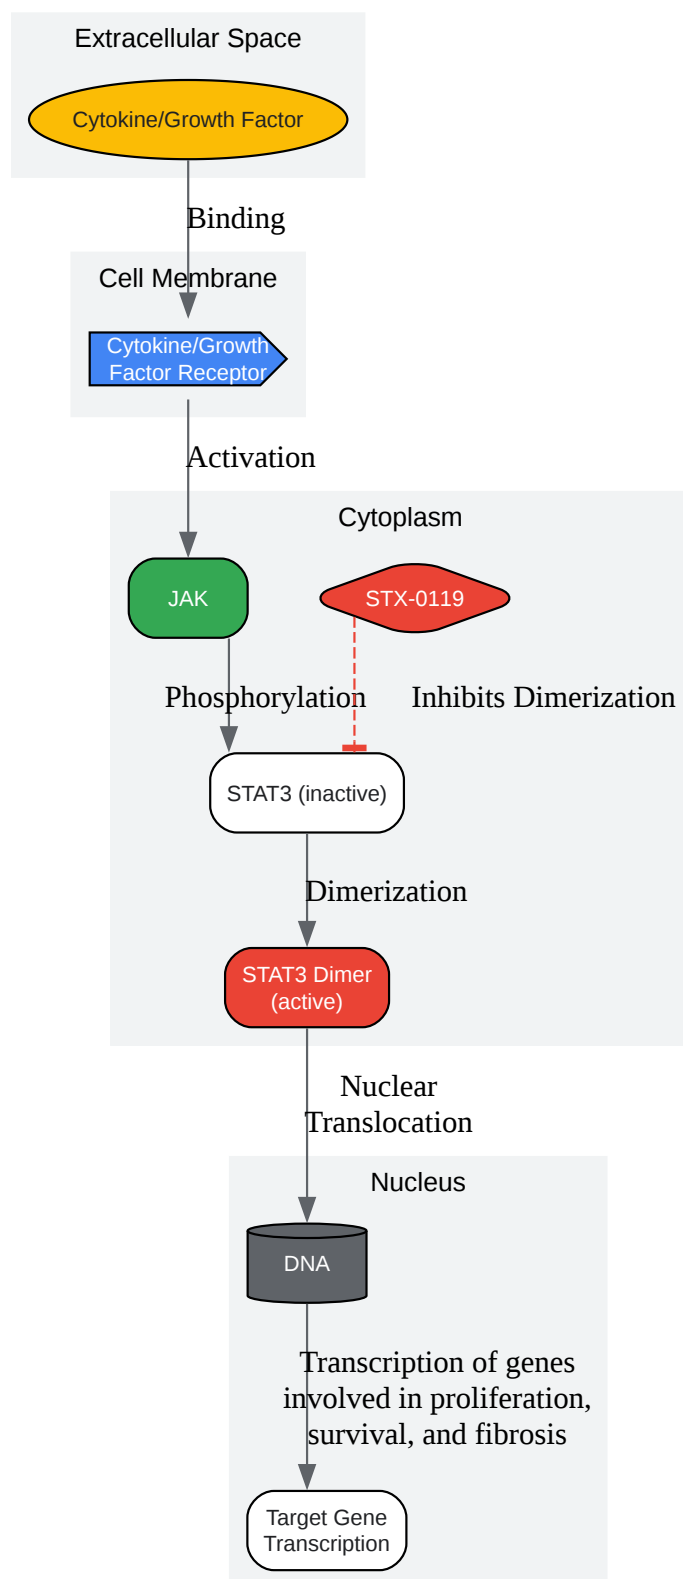 Extracellular Space
Cytokine/Growth Factor
Binding
Cell Membrane
Cytokine/Growth
Factor Receptor
Activation
Cytoplasm
JAK
STX-0119
Phosphorylation
Inhibits Dimerization
STAT3 (inactive)
Dimerization
STAT3 Dimer
(active)
Nuclear
Translocation
Nucleus
DNA
Transcription of genes
involved in proliferation,
survival, and fibrosis
Target Gene
Transcription